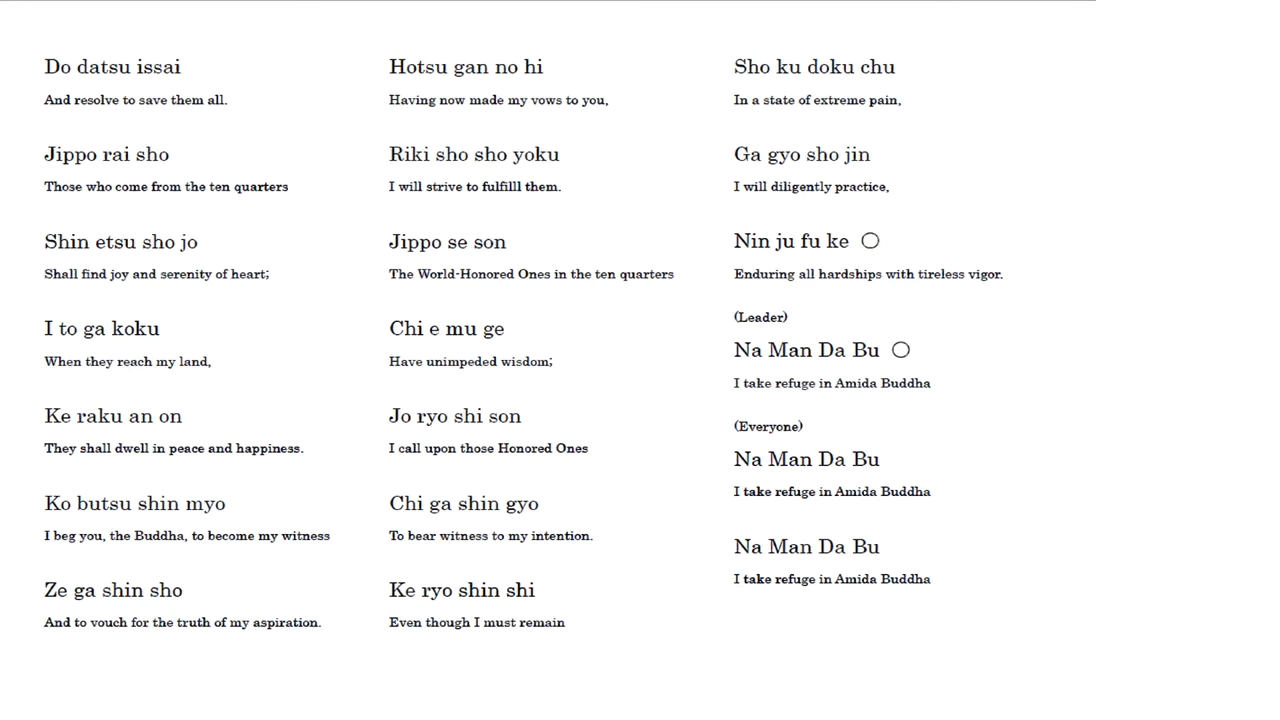 Do datsu issai
And resolve to save them all.
Jippo rai sho
Those who come from the ten quarters
Shin etsu sho jo
Shall find joy and serenity of heart;
I to ga koku
When they reach my land,
Ke raku an on
They shall dwell in peace and happiness.
Ko butsu shin myo
I beg you, the Buddha, to become my witness
Ze ga shin sho
And to vouch for the truth of my aspiration.
Hotsu gan no hi
Having now made my vows to you,
Riki sho sho yoku
I will strive to fulfilll them.
Jippo se son
The World-Honored Ones in the ten quarters
Chi e mu ge
Have unimpeded wisdom;
Jo ryo shi son
I call upon those Honored Ones
Chi ga shin gyo
To bear witness to my intention.
Ke ryo shin shi
Even though I must remain
Sho ku doku chu
In a state of extreme pain,
Ga gyo sho jin
I will diligently practice,
Nin ju fu ke ○
Enduring all hardships with tireless vigor.
(Leader)
Na Man Da Bu ○
I take refuge in Amida Buddha
(Everyone)
Na Man Da Bu
I take refuge in Amida Buddha
Na Man Da Bu
I take refuge in Amida Buddha